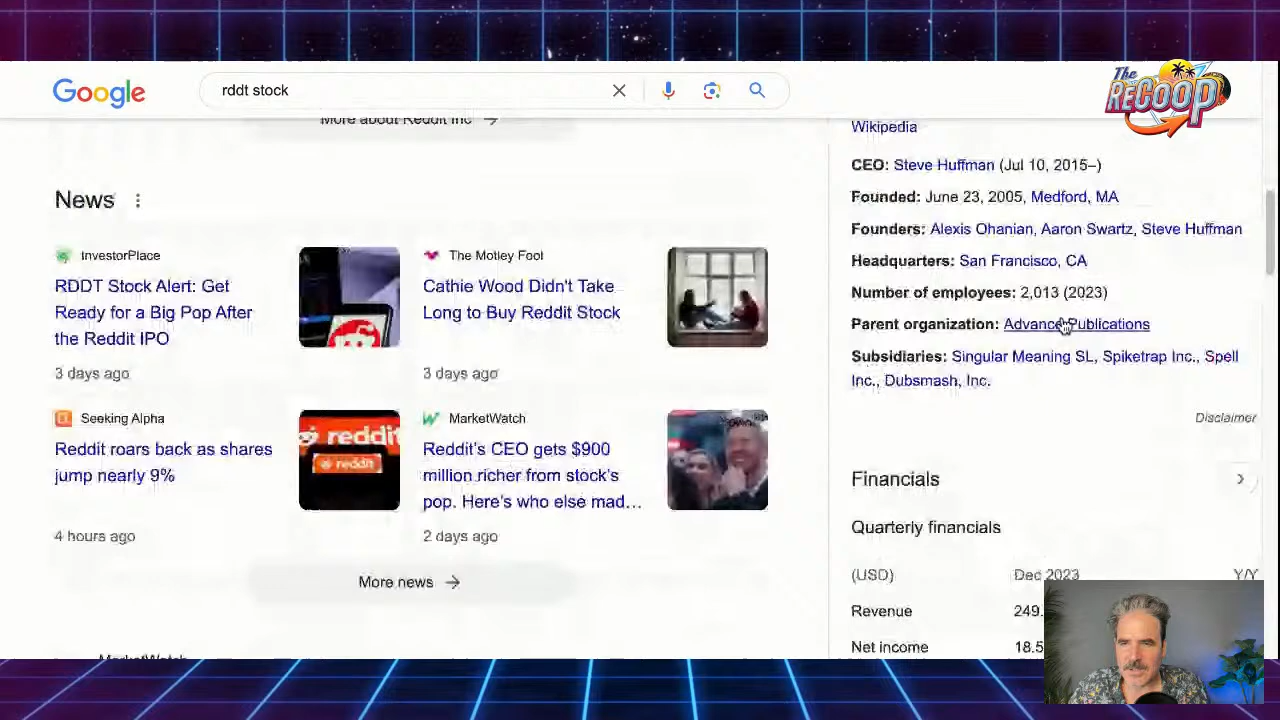 The
ReCoop
Google
rddt stock
More about Reddit Inc →
News
InvestorPlace
RDDT Stock Alert: Get
Ready for a Big Pop After
the Reddit IPO
3 days ago
The Motley Fool
Cathie Wood Didn't Take
Long to Buy Reddit Stock
3 days ago
Seeking Alpha
Reddit roars back as shares
jump nearly 9%
4 hours ago
reddit
reddit
MarketWatch
Reddit's CEO gets $900
million richer from stock's
pop. Here's who else mad...
2 days ago
More news →
MarketWatch
Wikipedia
CEO: Steve Huffman (Jul 10, 2015–)
Founded: June 23, 2005, Medford, MA
Founders: Alexis Ohanian, Aaron Swartz, Steve Huffman
Headquarters: San Francisco, CA
Number of employees: 2,013 (2023)
Parent organization: Advance Publications
Subsidiaries: Singular Meaning SL, Spiketrap Inc., Spell
Inc., Dubsmash, Inc.
Disclaimer
Financials
Quarterly financials
(USD) Dec 2023 Y/Y
Revenue 249.
Net income 18.5